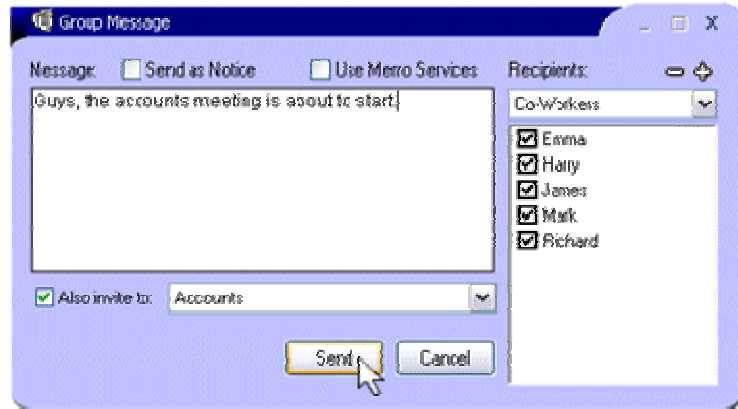 Group Message
Message: Send as Notice Use Memo Services Recipients:
Guys, the accounts meeting is about to start.
Co-Workers
Emma
Harry
James
Mark
Richard
Also invite to: Accounts
Send Cancel